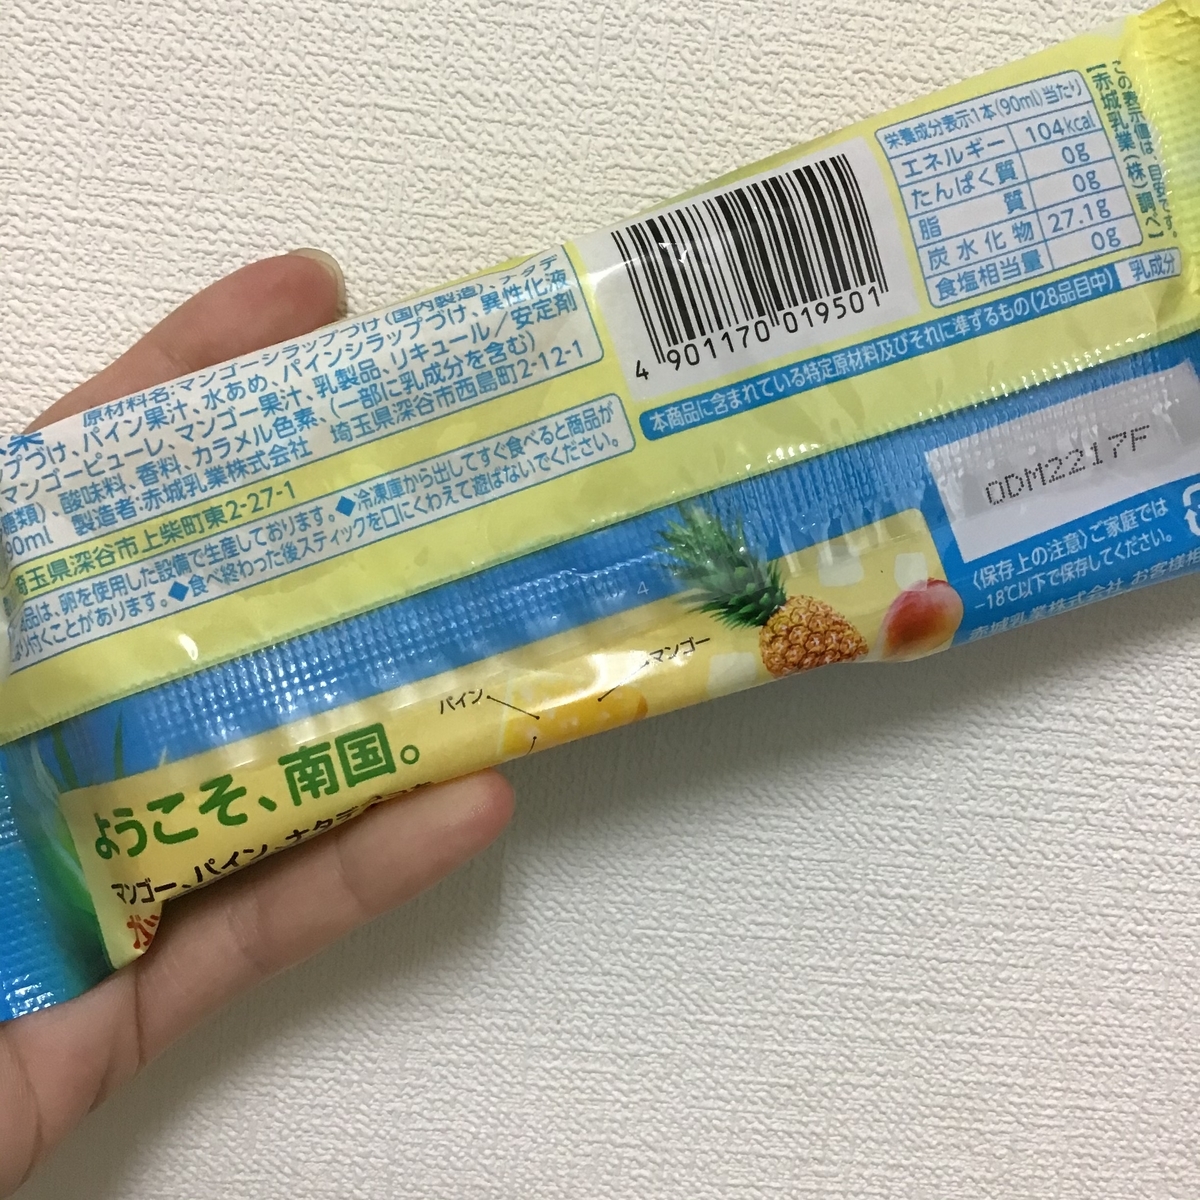 原材料名:マンゴーシラップづけ(国内製造)、ナタデ
づけ、パイン果汁、水あめ、パインシラップづけ、異性化液
マンゴーピューレ、マンゴー果汁、乳製品、リキュール/安定剤
糖類)、酸味料、香料、カラメル色素、(一部に乳成分を含む)
90ml 製造者:赤城乳業株式会社 埼玉県深谷市西島町2-12-1
埼玉県深谷市上柴町東2-27-1
品は、卵を使用した設備で生産しております。◆冷凍庫から出してすぐ食べると商品が
り付くことがあります。◆食べ終わった後スティックを口にくわえて遊ばないでください。
4 901170 019501
栄養成分表示1本(90ml)当たり
エネルギー 104kcal
たんぱく質 0g
脂質 0g
炭水化物 27.1g
食塩相当量 0g
この表示値は、目安です。
【赤城乳業(株)調べ】
本商品に含まれている特定原材料及びそれに準ずるもの(28品目中) 乳成分
ODM2217F
〈保存上の注意〉ご家庭では
-18℃以下で保存してください。
赤城乳業株式会社 お客様相
4
パイン
マンゴー
ようこそ、南国。
マンゴー、パイン、ナタデ
が